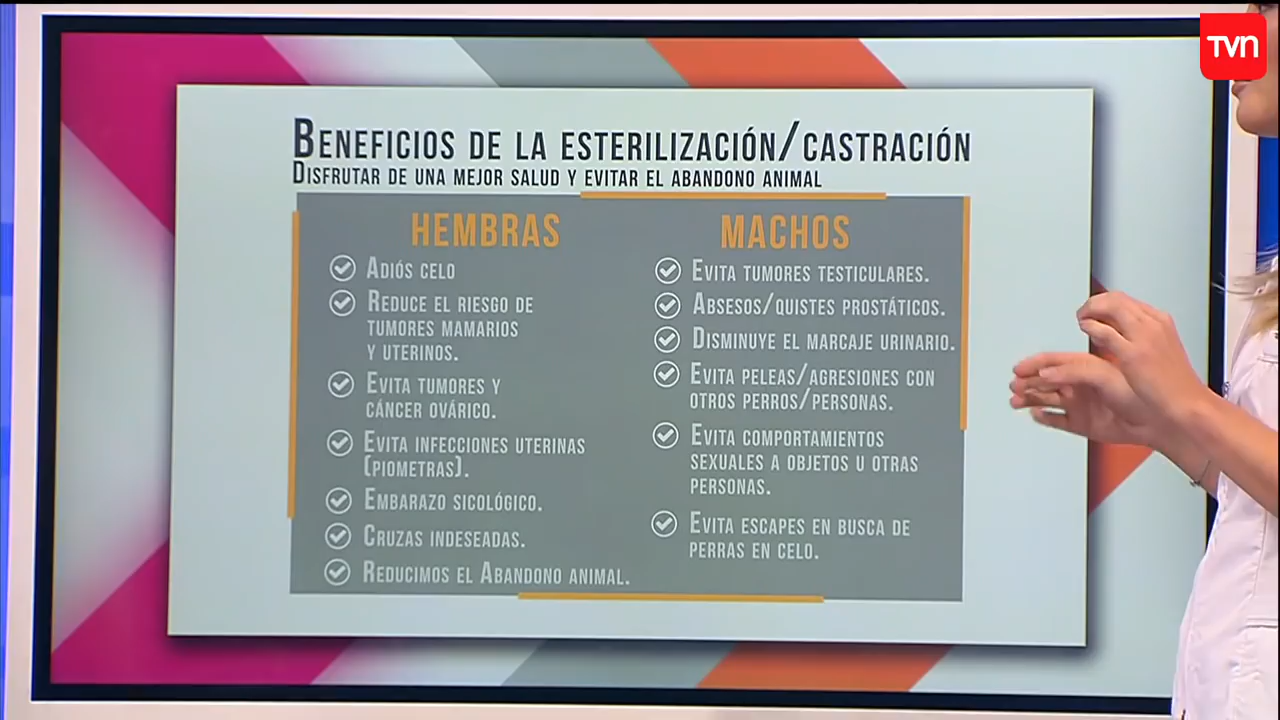 TVN
BENEFICIOS DE LA ESTERILIZACIÓN/CASTRACIÓN
DISFRUTAR DE UNA MEJOR SALUD Y EVITAR EL ABANDONO ANIMAL
HEMBRAS
ADIÓS CELO
REDUCE EL RIESGO DE
TUMORES MAMARIOS
Y UTERINOS.
EVITA TUMORES Y
CÁNCER OVÁRICO.
EVITA INFECCIONES UTERINAS
(PIOMETRAS).
EMBARAZO SICOLÓGICO.
CRUZAS INDESEADAS.
REDUCIMOS EL ABANDONO ANIMAL.
MACHOS
EVITA TUMORES TESTICULARES.
ABSESOS/QUISTES PROSTÁTICOS.
DISMINUYE EL MARCAJE URINARIO.
EVITA PELEAS/AGRESIONES CON
OTROS PERROS/PERSONAS.
EVITA COMPORTAMIENTOS
SEXUALES A OBJETOS U OTRAS
PERSONAS.
EVITA ESCAPES EN BUSCA DE
PERRAS EN CELO.